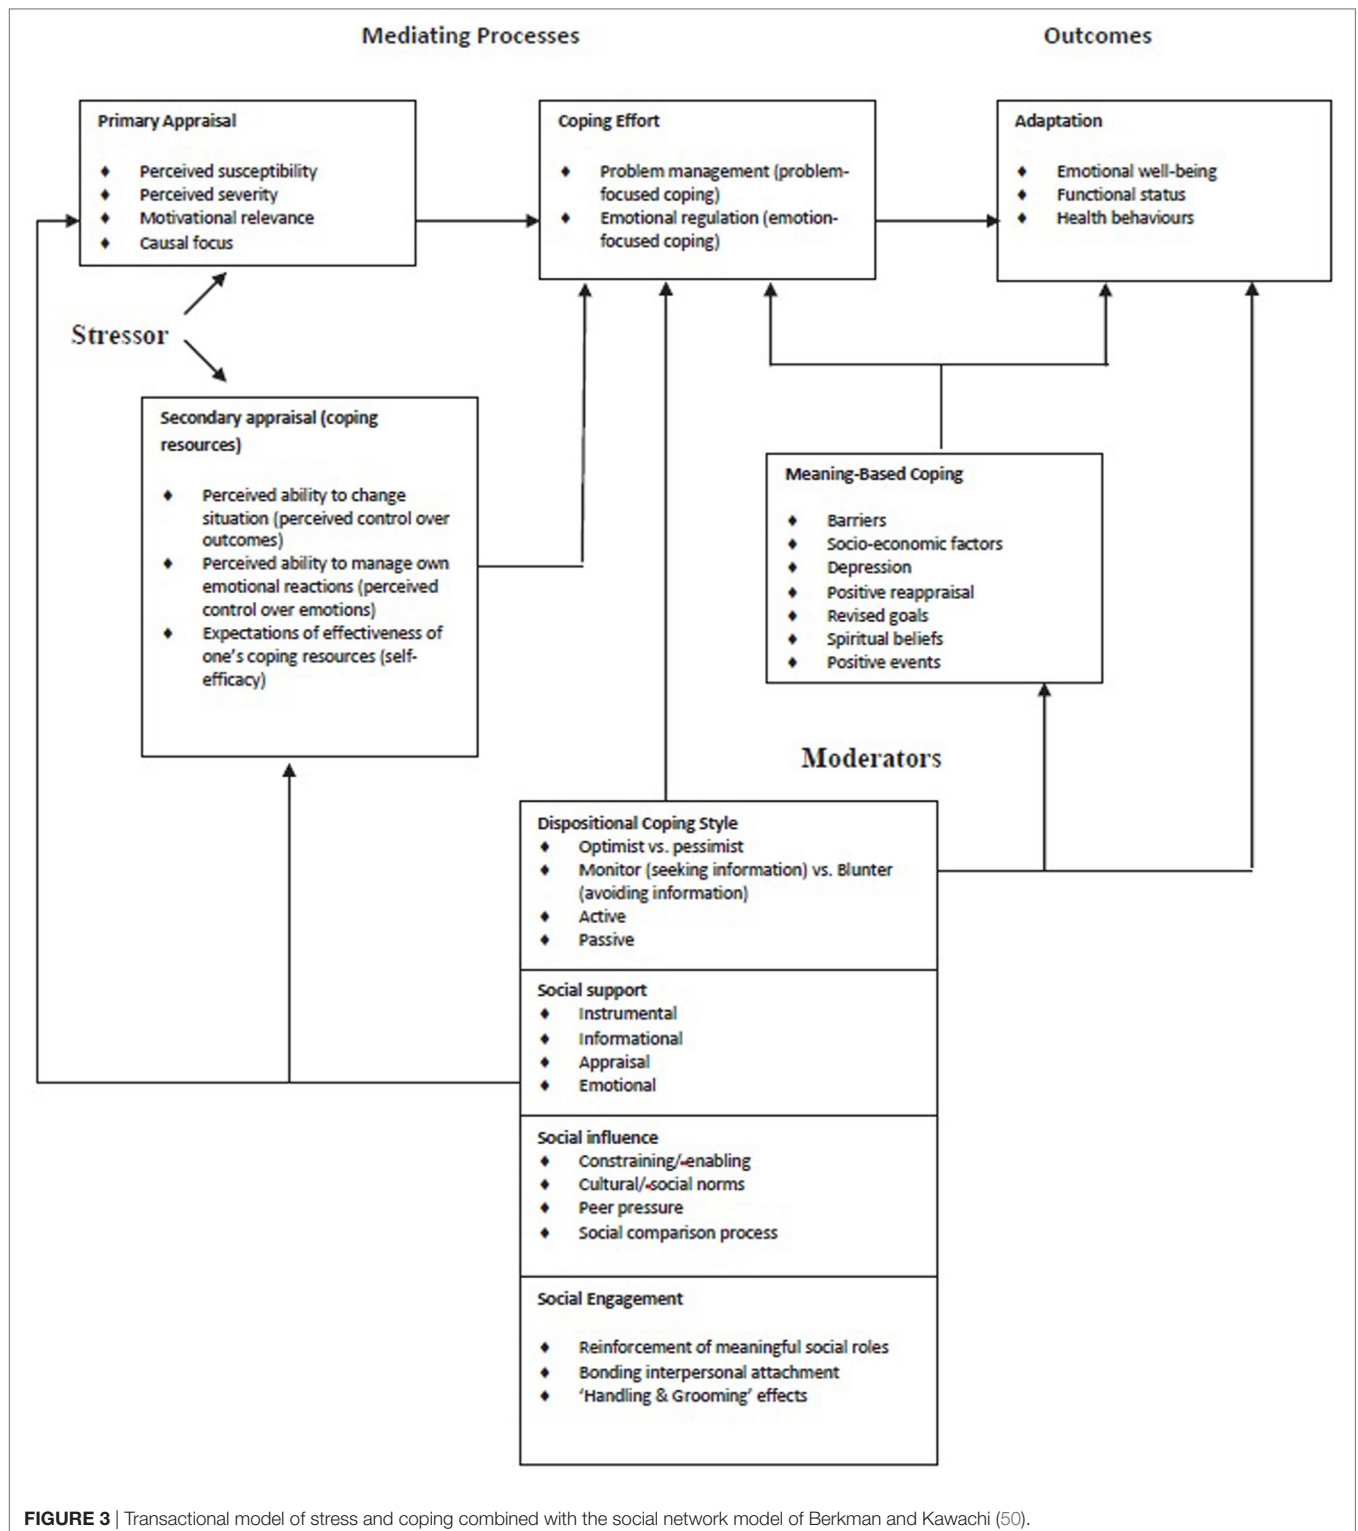 Mediating Processes
Outcomes
Primary Appraisal
♦ Perceived susceptibility
♦ Perceived severity
♦ Motivational relevance
♦ Causal focus
Coping Effort
♦ Problem management (problem-
focused coping)
♦ Emotional regulation (emotion-
focused coping)
Adaptation
♦ Emotional well-being
♦ Functional status
♦ Health behaviours
Stressor
Secondary appraisal (coping
resources)
♦ Perceived ability to change
situation (perceived control over
outcomes)
♦ Perceived ability to manage own
emotional reactions (perceived
control over emotions)
♦ Expectations of effectiveness of
one's coping resources (self-
efficacy)
Meaning-Based Coping
♦ Barriers
♦ Socio-economic factors
♦ Depression
♦ Positive reappraisal
♦ Revised goals
♦ Spiritual beliefs
♦ Positive events
Moderators
Dispositional Coping Style
♦ Optimist vs. pessimist
♦ Monitor (seeking information) vs. Blunter
(avoiding information)
♦ Active
♦ Passive
Social support
♦ Instrumental
♦ Informational
♦ Appraisal
♦ Emotional
Social influence
♦ Constraining/-enabling
♦ Cultural/-social norms
♦ Peer pressure
♦ Social comparison process
Social Engagement
♦ Reinforcement of meaningful social roles
♦ Bonding interpersonal attachment
♦ 'Handling & Grooming' effects
FIGURE 3 | Transactional model of stress and coping combined with the social network model of Berkman and Kawachi (50).